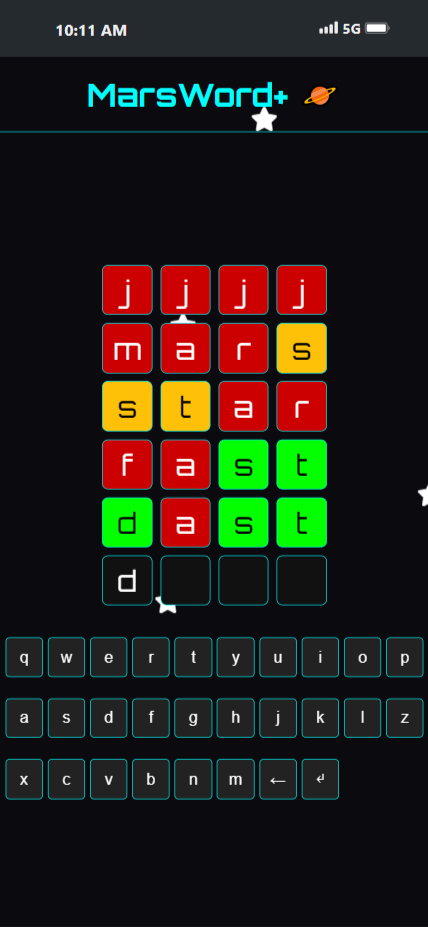 10:11 AM 5G
MarsWord+
j j j j
m a r s
s t a r
f a s t
d a s t
d
q w e r t y u i o p
a s d f g h j k l z
x c v b n m ← ↵